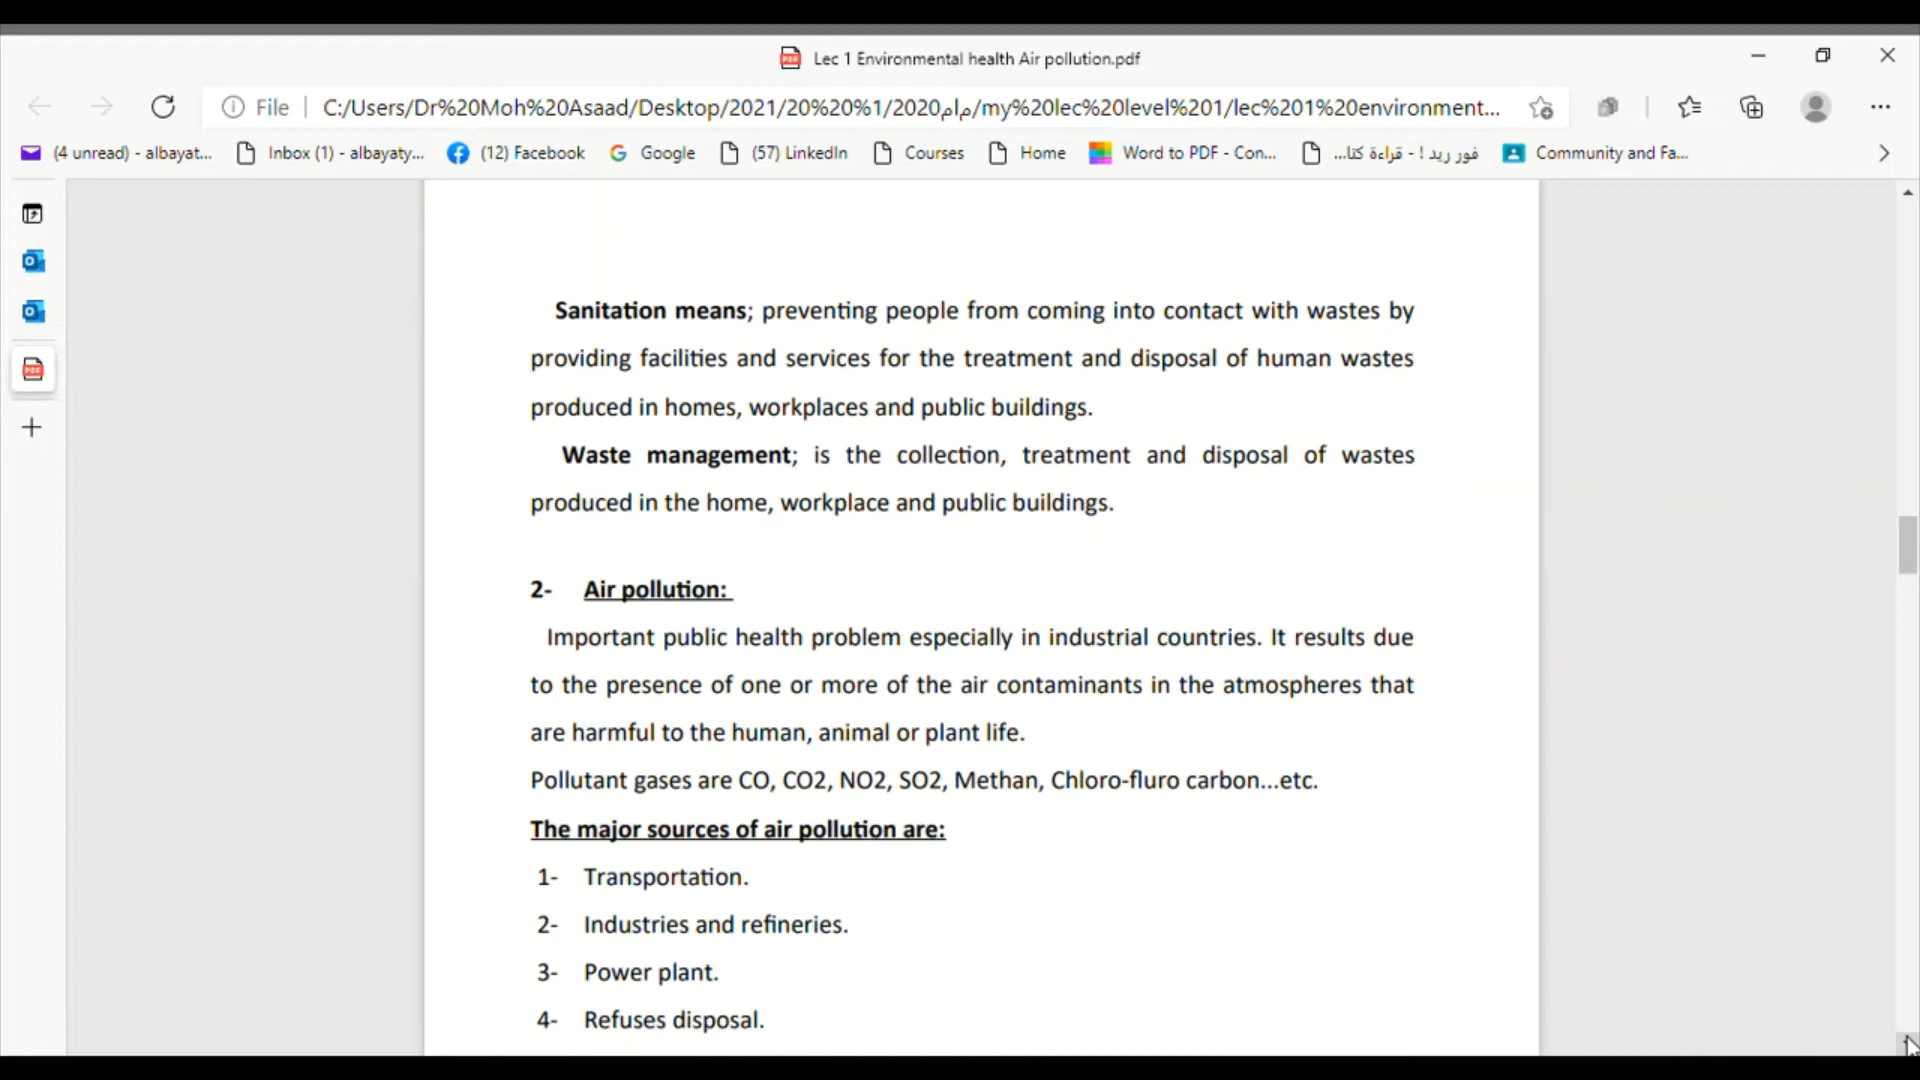 Lec 1 Environmental health Air pollution.pdf
File
C:/Users/Dr%20Moh%20Asaad/Desktop/2021/20%20%1/2020مام/my%20lec%20level%201/lec%201%20environment...
(4 unread) - albayat...
Inbox (1) - albayaty...
(12) Facebook
Google
(57) LinkedIn
Courses
Home
Word to PDF - Con...
فور ريد ! - قراءة كتا...
Community and Fa...
Sanitation means; preventing people from coming into contact with wastes by
providing facilities and services for the treatment and disposal of human wastes
produced in homes, workplaces and public buildings.
Waste management; is the collection, treatment and disposal of wastes
produced in the home, workplace and public buildings.
2- Air pollution:
Important public health problem especially in industrial countries. It results due
to the presence of one or more of the air contaminants in the atmospheres that
are harmful to the human, animal or plant life.
Pollutant gases are CO, CO2, NO2, SO2, Methan, Chloro-fluro carbon...etc.
The major sources of air pollution are:
1- Transportation.
2- Industries and refineries.
3- Power plant.
4- Refuses disposal.